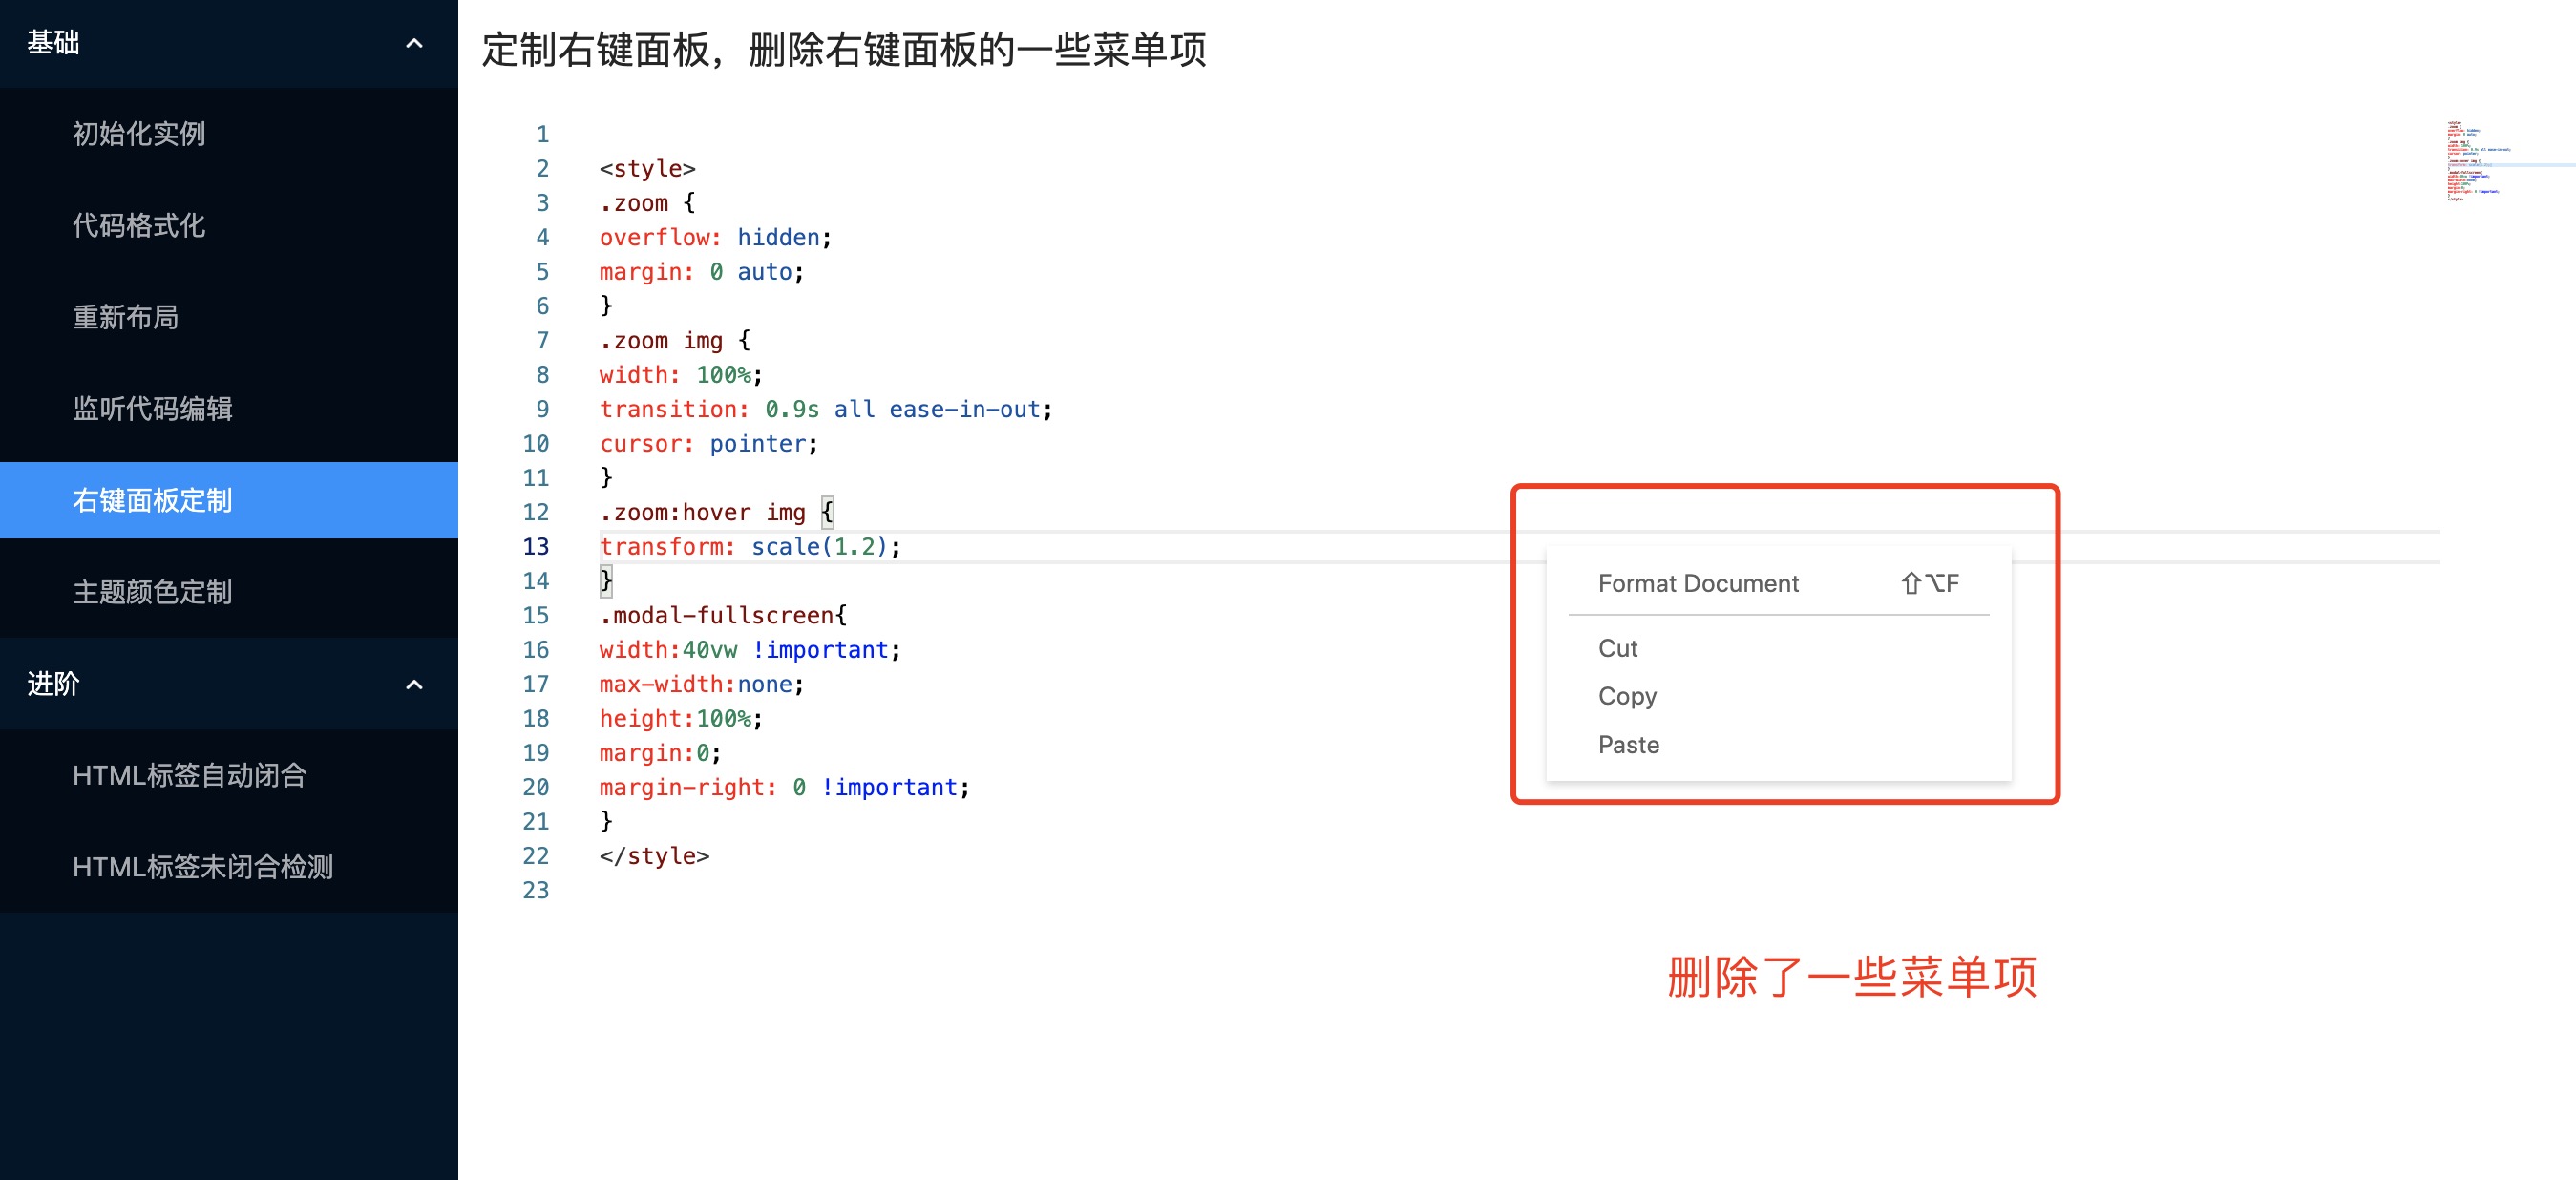 基础
初始化实例
代码格式化
重新布局
监听代码编辑
右键面板定制
主题颜色定制
进阶
HTML标签自动闭合
HTML标签未闭合检测
定制右键面板，删除右键面板的一些菜单项
1
2 <style>
3 .zoom {
4 overflow: hidden;
5 margin: 0 auto;
6 }
7 .zoom img {
8 width: 100%;
9 transition: 0.9s all ease-in-out;
10 cursor: pointer;
11 }
12 .zoom:hover img {
13 transform: scale(1.2);
14 }
15 .modal-fullscreen{
16 width:40vw !important;
17 max-width:none;
18 height:100%;
19 margin:0;
20 margin-right: 0 !important;
21 }
22 </style>
23
Format Document ⇧⌥F
Cut
Copy
Paste
删除了一些菜单项